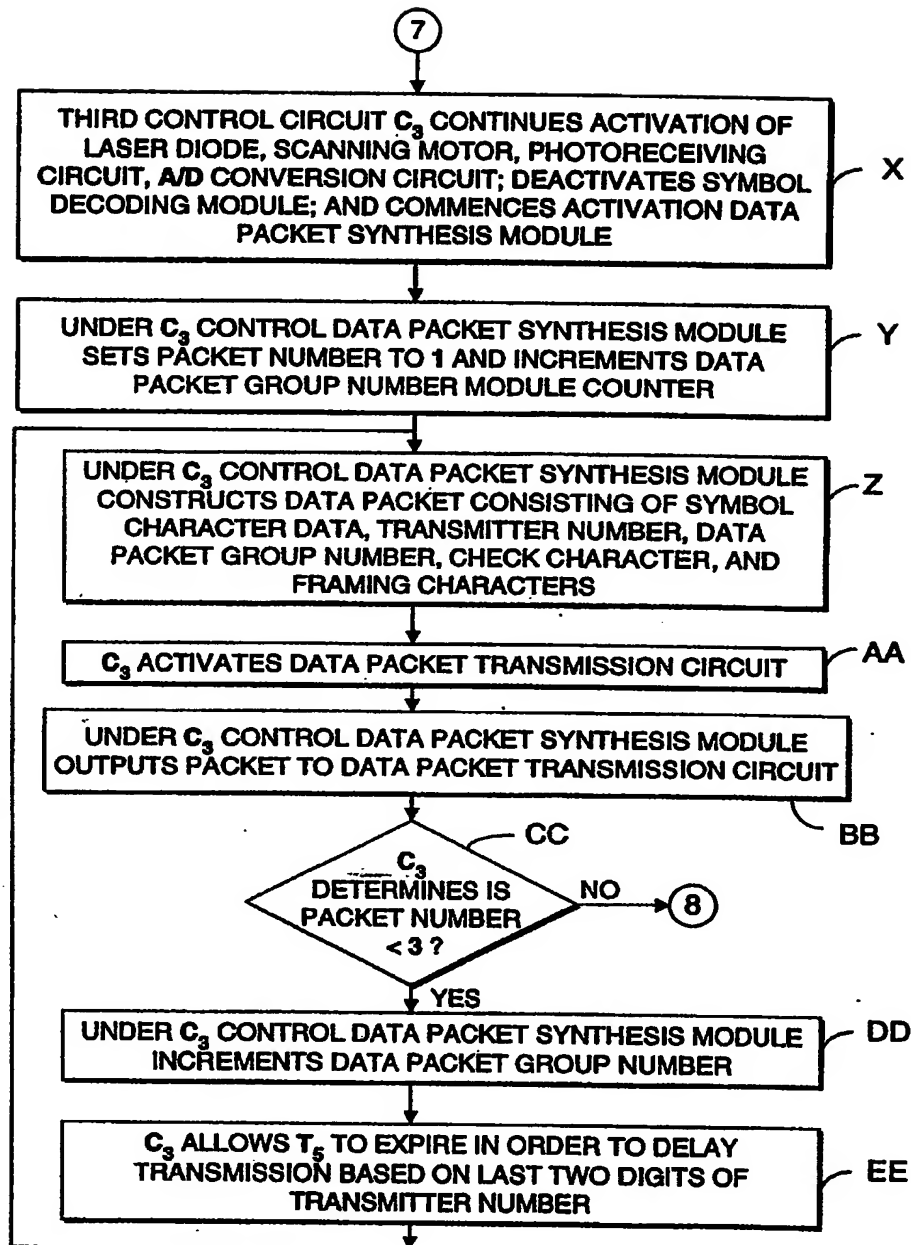 7
THIRD CONTROL CIRCUIT C3 CONTINUES ACTIVATION OF
LASER DIODE, SCANNING MOTOR, PHOTORECEIVING
CIRCUIT, A/D CONVERSION CIRCUIT; DEACTIVATES SYMBOL
DECODING MODULE; AND COMMENCES ACTIVATION DATA
PACKET SYNTHESIS MODULE
X
UNDER C3 CONTROL DATA PACKET SYNTHESIS MODULE
SETS PACKET NUMBER TO 1 AND INCREMENTS DATA
PACKET GROUP NUMBER MODULE COUNTER
Y
UNDER C3 CONTROL DATA PACKET SYNTHESIS MODULE
CONSTRUCTS DATA PACKET CONSISTING OF SYMBOL
CHARACTER DATA, TRANSMITTER NUMBER, DATA
PACKET GROUP NUMBER, CHECK CHARACTER, AND
FRAMING CHARACTERS
Z
C3 ACTIVATES DATA PACKET TRANSMISSION CIRCUIT
AA
UNDER C3 CONTROL DATA PACKET SYNTHESIS MODULE
OUTPUTS PACKET TO DATA PACKET TRANSMISSION CIRCUIT
BB
CC
C3
DETERMINES IS
PACKET NUMBER
< 3 ?
NO
8
YES
UNDER C3 CONTROL DATA PACKET SYNTHESIS MODULE
INCREMENTS DATA PACKET GROUP NUMBER
DD
C3 ALLOWS T5 TO EXPIRE IN ORDER TO DELAY
TRANSMISSION BASED ON LAST TWO DIGITS OF
TRANSMITTER NUMBER
EE